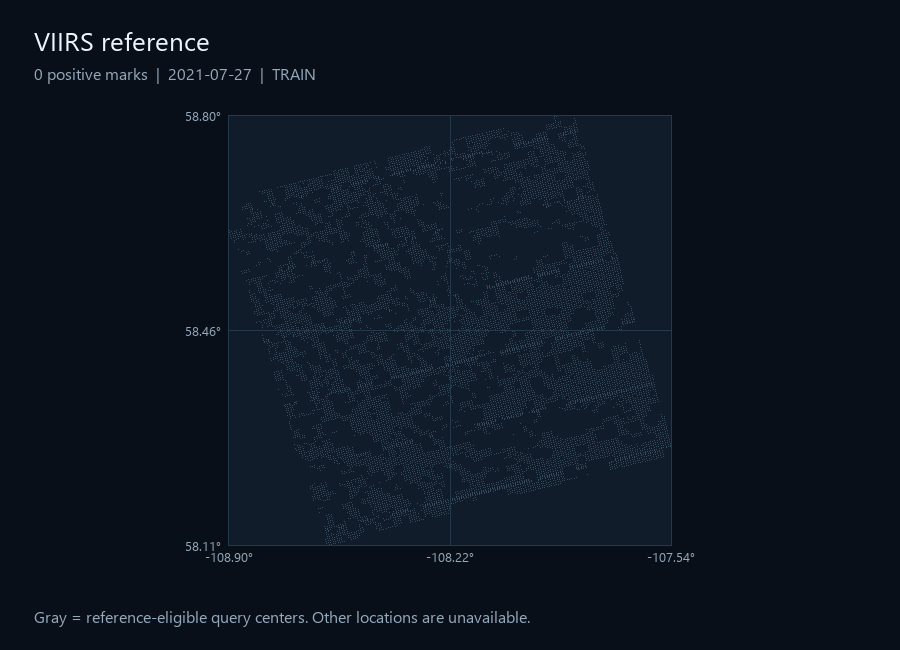 VIIRS reference
0 positive marks | 2021-07-27 | TRAIN
58.80°
58.46°
58.11°
-108.90°
-108.22°
-107.54°
Gray = reference-eligible query centers. Other locations are unavailable.